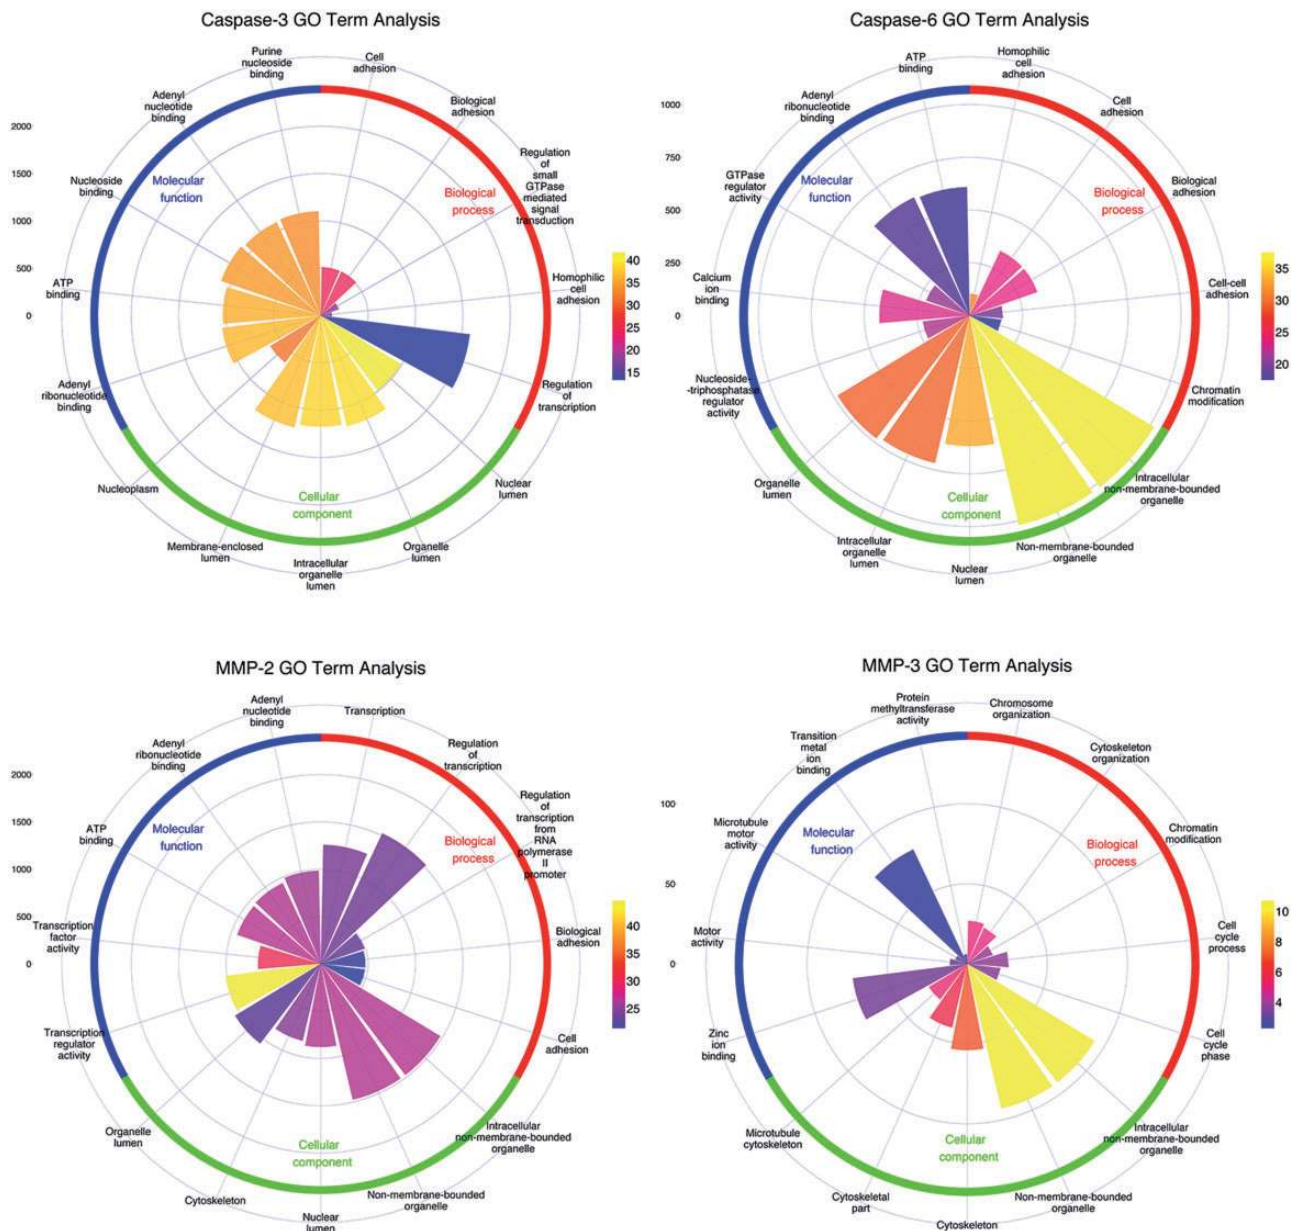 Caspase-3 GO Term Analysis
Purine
nucleoside
binding
Cell
adhesion
Biological
adhesion
Regulation
of
small
GTPase
mediated
signal
transduction
Homophilic
cell
adhesion
Regulation
of
transcription
Nuclear
lumen
Organelle
lumen
Intracellular
organelle
lumen
Membrane-enclosed
lumen
Nucleoplasm
Adenyl
ribonucleotide
binding
ATP
binding
Nucleoside
binding
Adenyl
nucleotide
binding
Molecular
function
Biological
process
Cellular
component
2000
1500
1000
500
0
40
35
30
25
20
15
Caspase-6 GO Term Analysis
ATP
binding
Homophilic
cell
adhesion
Cell
adhesion
Biological
adhesion
Cell-cell
adhesion
Chromatin
modification
Intracellular
non-membrane-bounded
organelle
Non-membrane-bounded
organelle
Nuclear
lumen
Intracellular
organelle
lumen
Organelle
lumen
Nucleoside-
-triphosphatase
regulator
activity
Calcium
ion
binding
GTPase
regulator
activity
Adenyl
ribonucleotide
binding
Molecular
function
Biological
process
Cellular
component
1000
750
500
250
0
35
30
25
20
MMP-2 GO Term Analysis
Adenyl
nucleotide
binding
Transcription
Regulation
of
transcription
Regulation
of
transcription
from
RNA
polymerase
II
promoter
Biological
adhesion
Cell
adhesion
Intracellular
non-membrane-bounded
organelle
Non-membrane-bounded
organelle
Nuclear
lumen
Cytoskeleton
Organelle
lumen
Transcription
regulator
activity
Transcription
factor
activity
ATP
binding
Adenyl
ribonucleotide
binding
Molecular
function
Biological
process
Cellular
component
2000
1500
1000
500
0
40
35
30
25
MMP-3 GO Term Analysis
Protein
methyltransferase
activity
Chromosome
organization
Cytoskeleton
organization
Chromatin
modification
Cell
cycle
process
Cell
cycle
phase
Intracellular
non-membrane-bounded
organelle
Non-membrane-bounded
organelle
Cytoskeleton
Cytoskeletal
part
Microtubule
cytoskeleton
Zinc
ion
binding
Motor
activity
Microtubule
motor
activity
Transition
metal
ion
binding
Molecular
function
Biological
process
Cellular
component
100
50
0
10
8
6
4